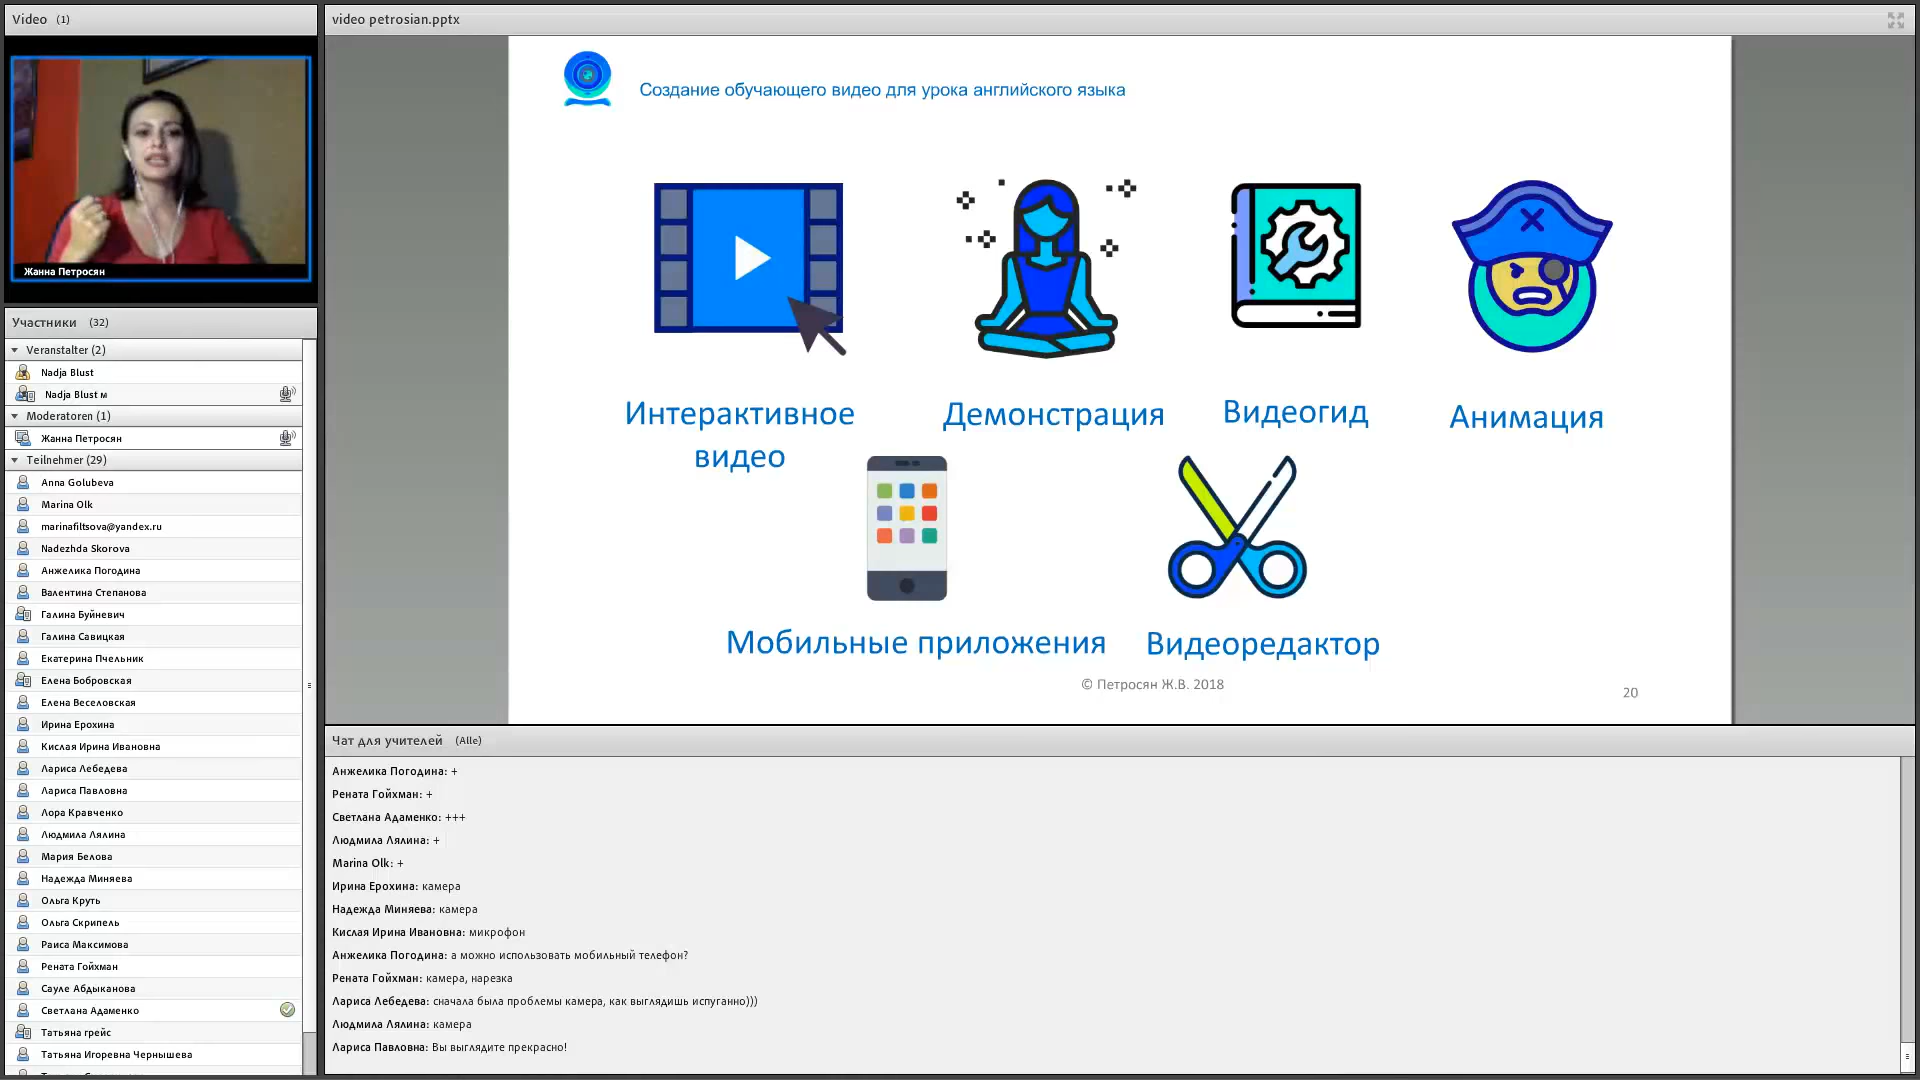 Video (1)
Жанна Петросян
Участники (32)
Veranstalter (2)
Nadja Blust
Nadja Blust м
Moderatoren (1)
Жанна Петросян
Teilnehmer (29)
Anna Golubeva
Marina Olk
marinafiltsova@yandex.ru
Nadezhda Skorova
Анжелика Погодина
Валентина Степанова
Галина Буйневич
Галина Савицкая
Екатерина Пчельник
Елена Бобровская
Елена Веселовская
Ирина Ерохина
Кислая Ирина Ивановна
Лариса Лебедева
Лариса Павловна
Лора Кравченко
Людмила Лялина
Мария Белова
Надежда Миняева
Ольга Круть
Ольга Скрипель
Раиса Максимова
Рената Гойхман
Сауле Абдыканова
Светлана Адаменко
Татьяна грейс
Татьяна Игоревна Чернышева
video petrosian.pptx
Создание обучающего видео для урока английского языка
Интерактивное
видео
Демонстрация
Видеогид
Анимация
Мобильные приложения
Видеоредактор
© Петросян Ж.В. 2018
20
Чат для учителей (Alle)
Анжелика Погодина: +
Рената Гойхман: +
Светлана Адаменко: +++
Людмила Лялина: +
Marina Olk: +
Ирина Ерохина: камера
Надежда Миняева: камера
Кислая Ирина Ивановна: микрофон
Анжелика Погодина: а можно использовать мобильный телефон?
Рената Гойхман: камера, нарезка
Лариса Лебедева: сначала была проблемы камера, как выглядишь испуганно)))
Людмила Лялина: камера
Лариса Павловна: Вы выглядите прекрасно!